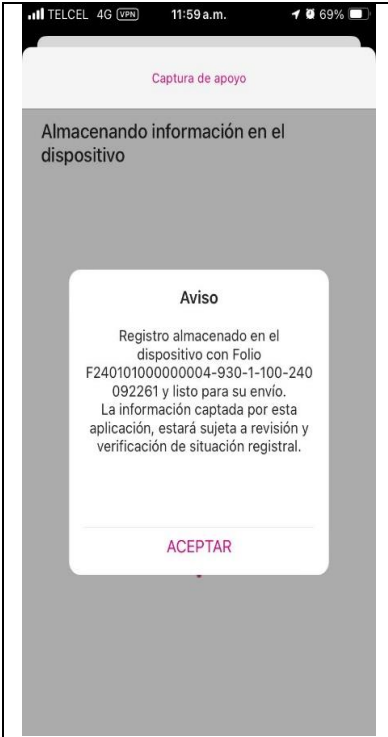 TELCEL 4G VPN 11:59 a.m. 69%
Captura de apoyo
Almacenando información en el
dispositivo
Aviso
Registro almacenado en el
dispositivo con Folio
F240101000000004-930-1-100-240
092261 y listo para su envío.
La información captada por esta
aplicación, estará sujeta a revisión y
verificación de situación registral.
ACEPTAR